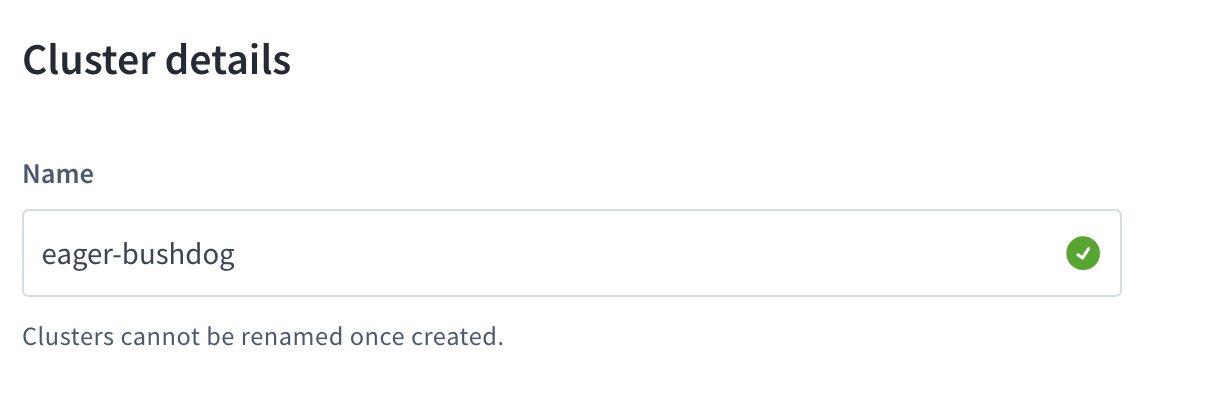 Cluster details
Name
eager-bushdog
Clusters cannot be renamed once created.